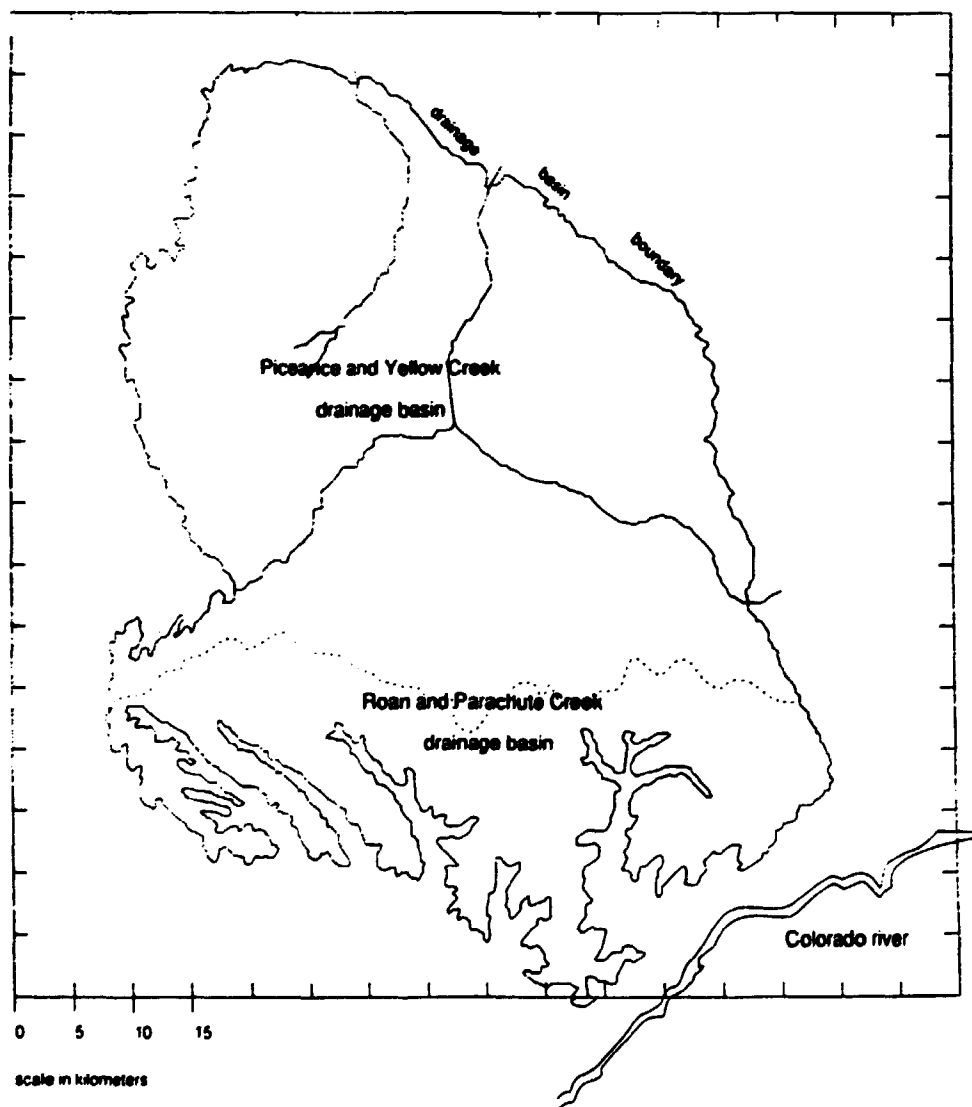 drainage
basin
boundary
Piceance and Yellow Creek
drainage basin
Roan and Parachute Creek
drainage basin
Colorado river
0 5 10 15
scale in kilometers